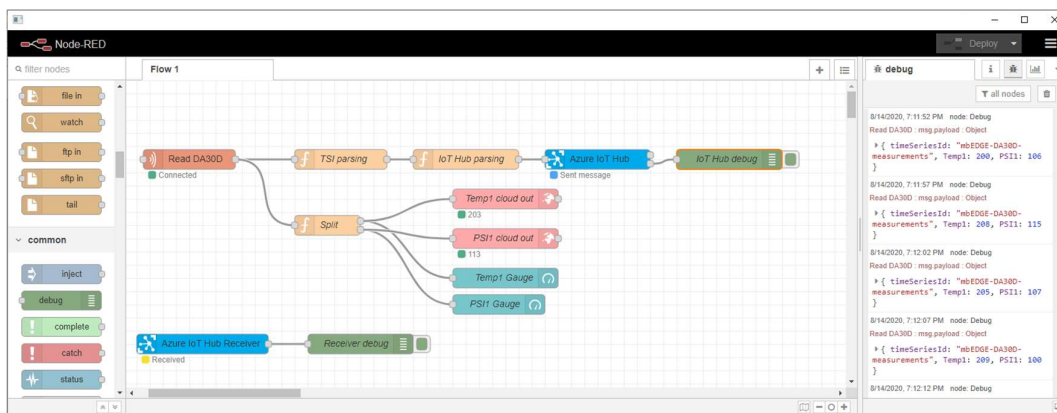 Node-RED
Deploy
filter nodes
file in
watch
ftp in
sftp in
tail
common
inject
debug
complete
catch
status
Flow 1
Read DA30D
Connected
TSI parsing
IoT Hub parsing
Azure IoT Hub
Sent message
IoT Hub debug
Split
Temp1 cloud out
203
PSI1 cloud out
113
Temp1 Gauge
PSI1 Gauge
Azure IoT Hub Receiver
Received
Receiver debug
debug
all nodes
8/14/2020, 7:11:52 PM node: Debug
Read DA30D : msg.payload : Object
{ timeSeriesId: "mbEDGE-DA30D-
measurements", Temp1: 200, PSI1: 106
}
8/14/2020, 7:11:57 PM node: Debug
Read DA30D : msg.payload : Object
{ timeSeriesId: "mbEDGE-DA30D-
measurements", Temp1: 208, PSI1: 115
}
8/14/2020, 7:12:02 PM node: Debug
Read DA30D : msg.payload : Object
{ timeSeriesId: "mbEDGE-DA30D-
measurements", Temp1: 205, PSI1: 107
}
8/14/2020, 7:12:07 PM node: Debug
Read DA30D : msg.payload : Object
{ timeSeriesId: "mbEDGE-DA30D-
measurements", Temp1: 209, PSI1: 100
}
8/14/2020, 7:12:12 PM node: Debug